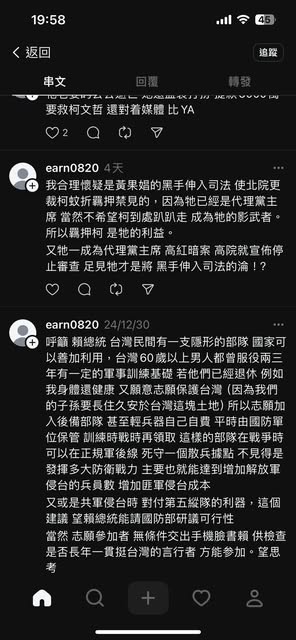 19:58
45
返回
追蹤
串文
回覆
轉發
要救柯文哲 還對着媒體 比YA
2
earn0820 4天
我合理懷疑是黃果媢的黑手伸入司法 使北院更
裁柯蚊拆羈押禁見的，因為牠已經是代理黨主
席 當然不希望柯到處趴趴走 成為牠的影武者。
所以羈押柯 是牠的利益。
又牠一成為代理黨主席 高紅暗案 高院就宣佈停
止審查 足見牠才是將 黑手伸入司法的淪！?
earn0820 24/12/30
呼籲 賴總統 台灣民間有一支隱形的部隊 國家可
以善加利用，台灣60歲以上男人都曾服役兩三
年有一定的軍事訓練基礎 若他們已經退休 例如
我身體還健康 又願意志願保護台灣 (因為我們
的子孫要長住久安於台灣這塊土地) 所以志願加
入後備部隊 甚至輕兵器自己自費 平時由國防單
位保管 訓練時戰時再領取 這樣的部隊在戰爭時
可以在正規軍後線 死守一個散兵據點 不見得是
發揮多大防衛戰力 主要也就能達到增加解放軍
侵台的兵員數 增加匪軍侵台成本
又或是共軍侵台時 對付第五縱隊的利器，這個
建議 望賴總統能請國防部研議可行性
當然 志願參加者 無條件交出手機臉書賴 供檢查
是否長年一貫挺台灣的言行者 方能參加。望思
考